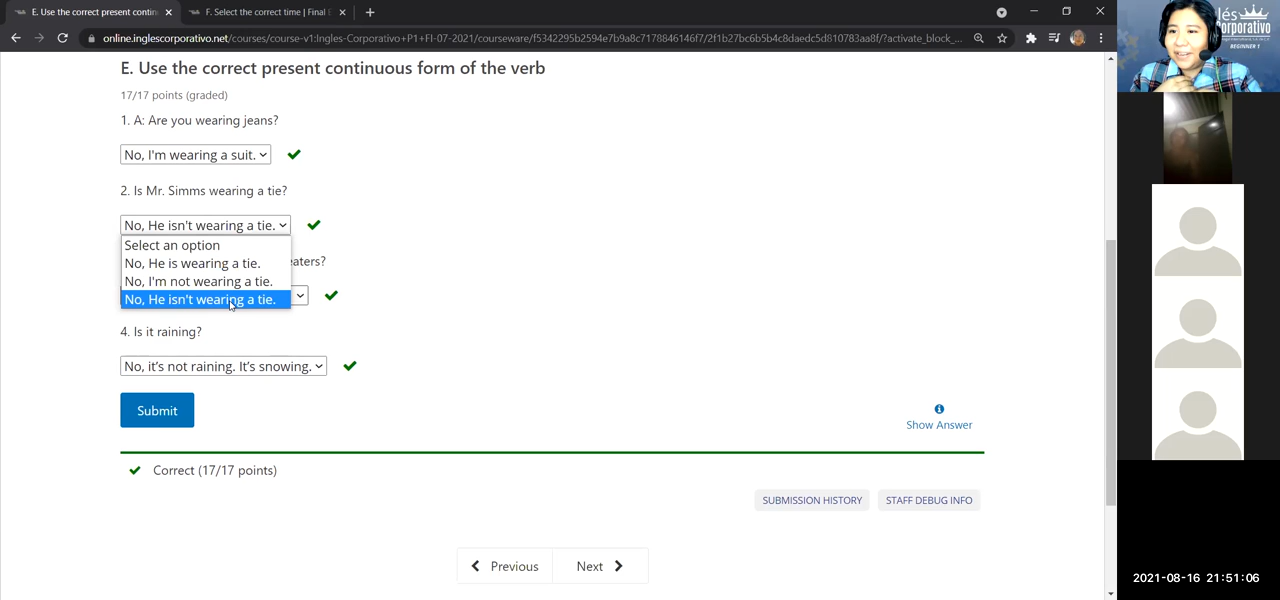 E. Use the correct present contin
F. Select the correct time | Final E
online.inglescorporativo.net/courses/course-v1:Ingles-Corporativo+P1+FI-07-2021/courseware/f5342295b2594e7b9a8c7178846146f7/2f1b27bc6b5b4c8daedc5d810783aa8f/?activate_block_...
lés
Corporativo
BEGINNER 1
E. Use the correct present continuous form of the verb
17/17 points (graded)
1. A: Are you wearing jeans?
No, I'm wearing a suit.
2. Is Mr. Simms wearing a tie?
No, He isn't wearing a tie.
Select an option
No, He is wearing a tie.
eaters?
No, I'm not wearing a tie.
No, He isn't wearing a tie.
4. Is it raining?
No, it's not raining. It's snowing.
Submit
Show Answer
Correct (17/17 points)
SUBMISSION HISTORY
STAFF DEBUG INFO
Previous
Next
2021-08-16 21:51:06